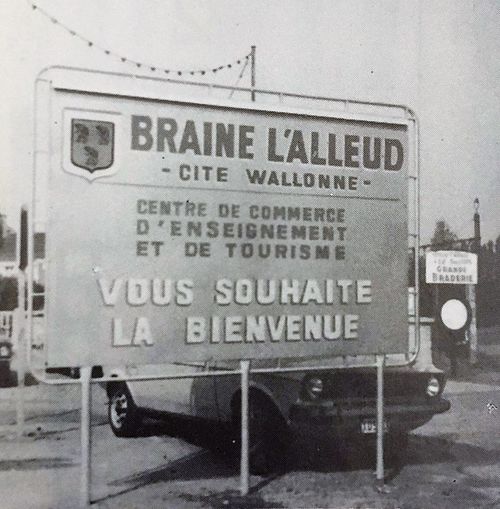 BRAINE L'ALLEUD
- CITE WALLONNE -
CENTRE DE COMMERCE
D'ENSEIGNEMENT
ET DE TOURISME
VOUS SOUHAITE
LA BIENVENUE
GRANDE
BRADERIE